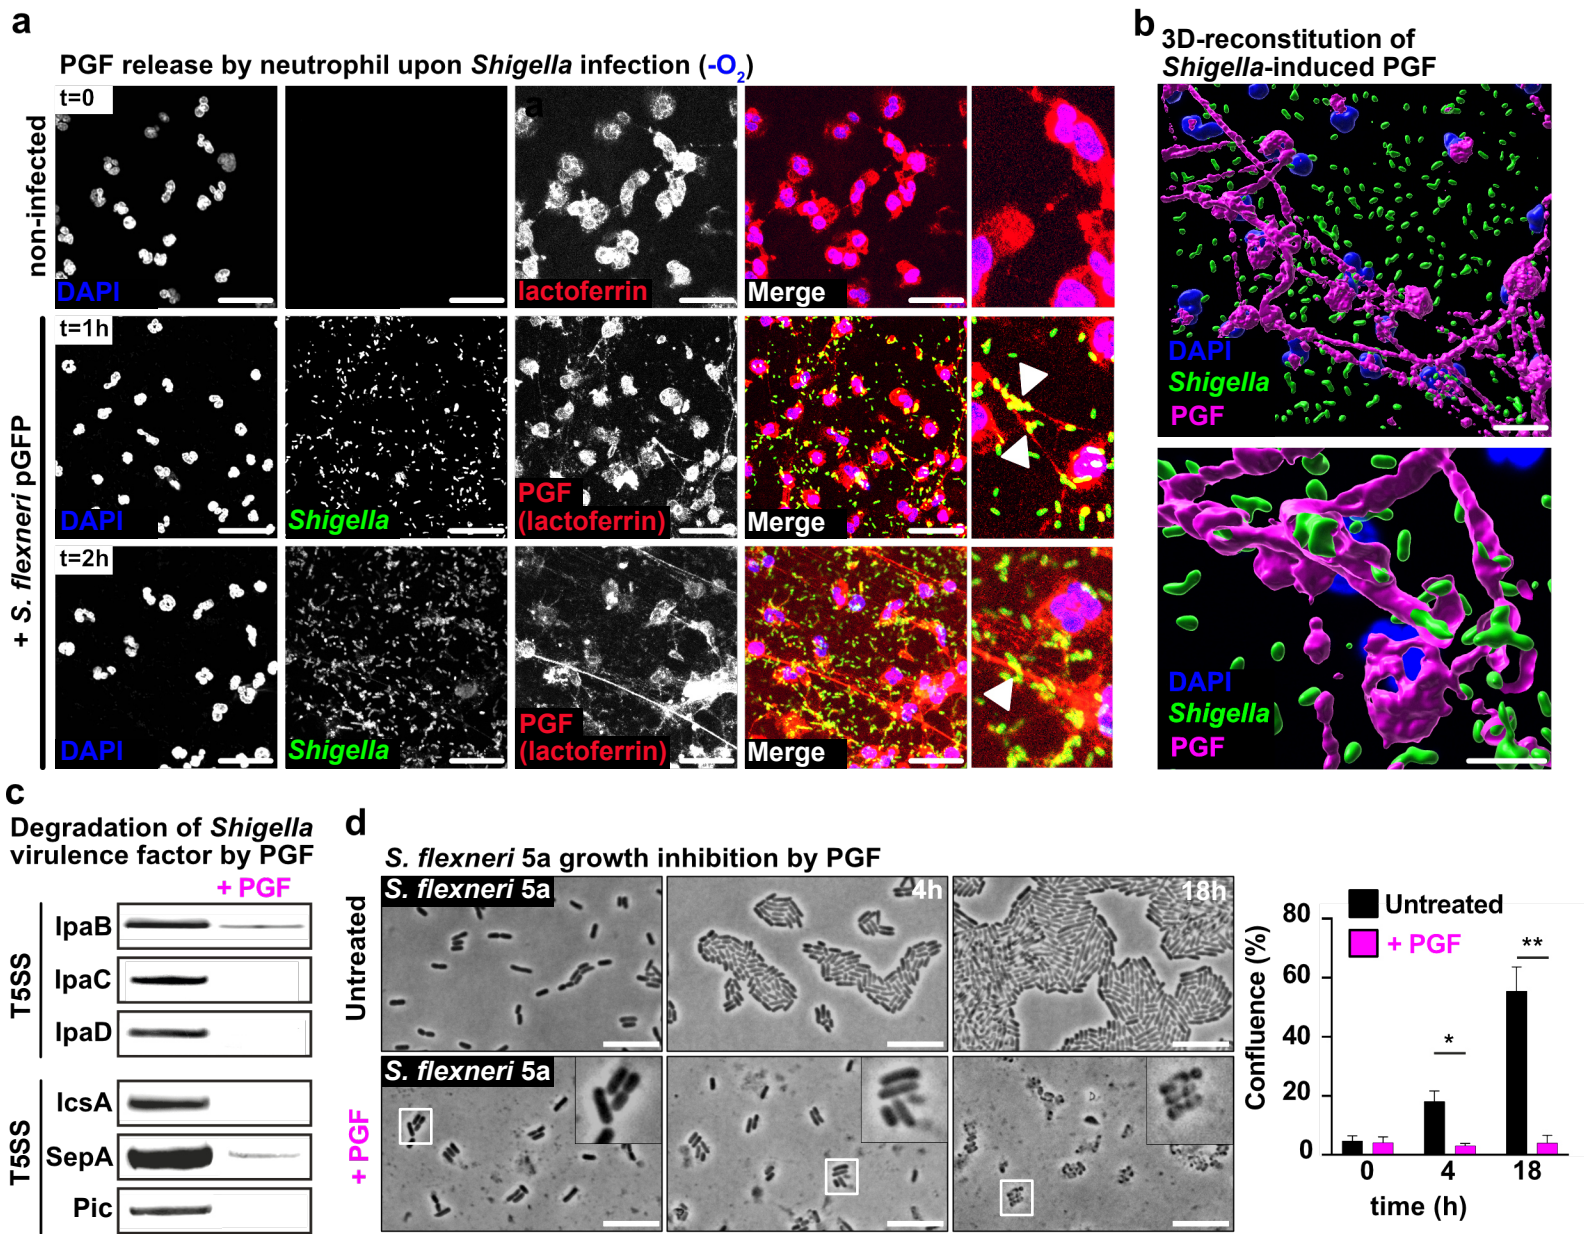 a
PGF release by neutrophil upon Shigella infection (-O2)
non-infected
t=0
DAPI
a
lactoferrin
Merge
+ S. flexneri pGFP
t=1h
DAPI
Shigella
PGF
(lactoferrin)
Merge
t=2h
DAPI
Shigella
PGF
(lactoferrin)
Merge
b
3D-reconstitution of
Shigella-induced PGF
DAPI
Shigella
PGF
DAPI
Shigella
PGF
c
Degradation of Shigella
virulence factor by PGF
+ PGF
T5SS
IpaB
IpaC
IpaD
T5SS
IcsA
SepA
Pic
d
S. flexneri 5a growth inhibition by PGF
Untreated
S. flexneri 5a
4h
18h
+ PGF
S. flexneri 5a
Untreated
+ PGF
Confluence (%)
80
60
40
20
0
*
**
0 4 18
time (h)